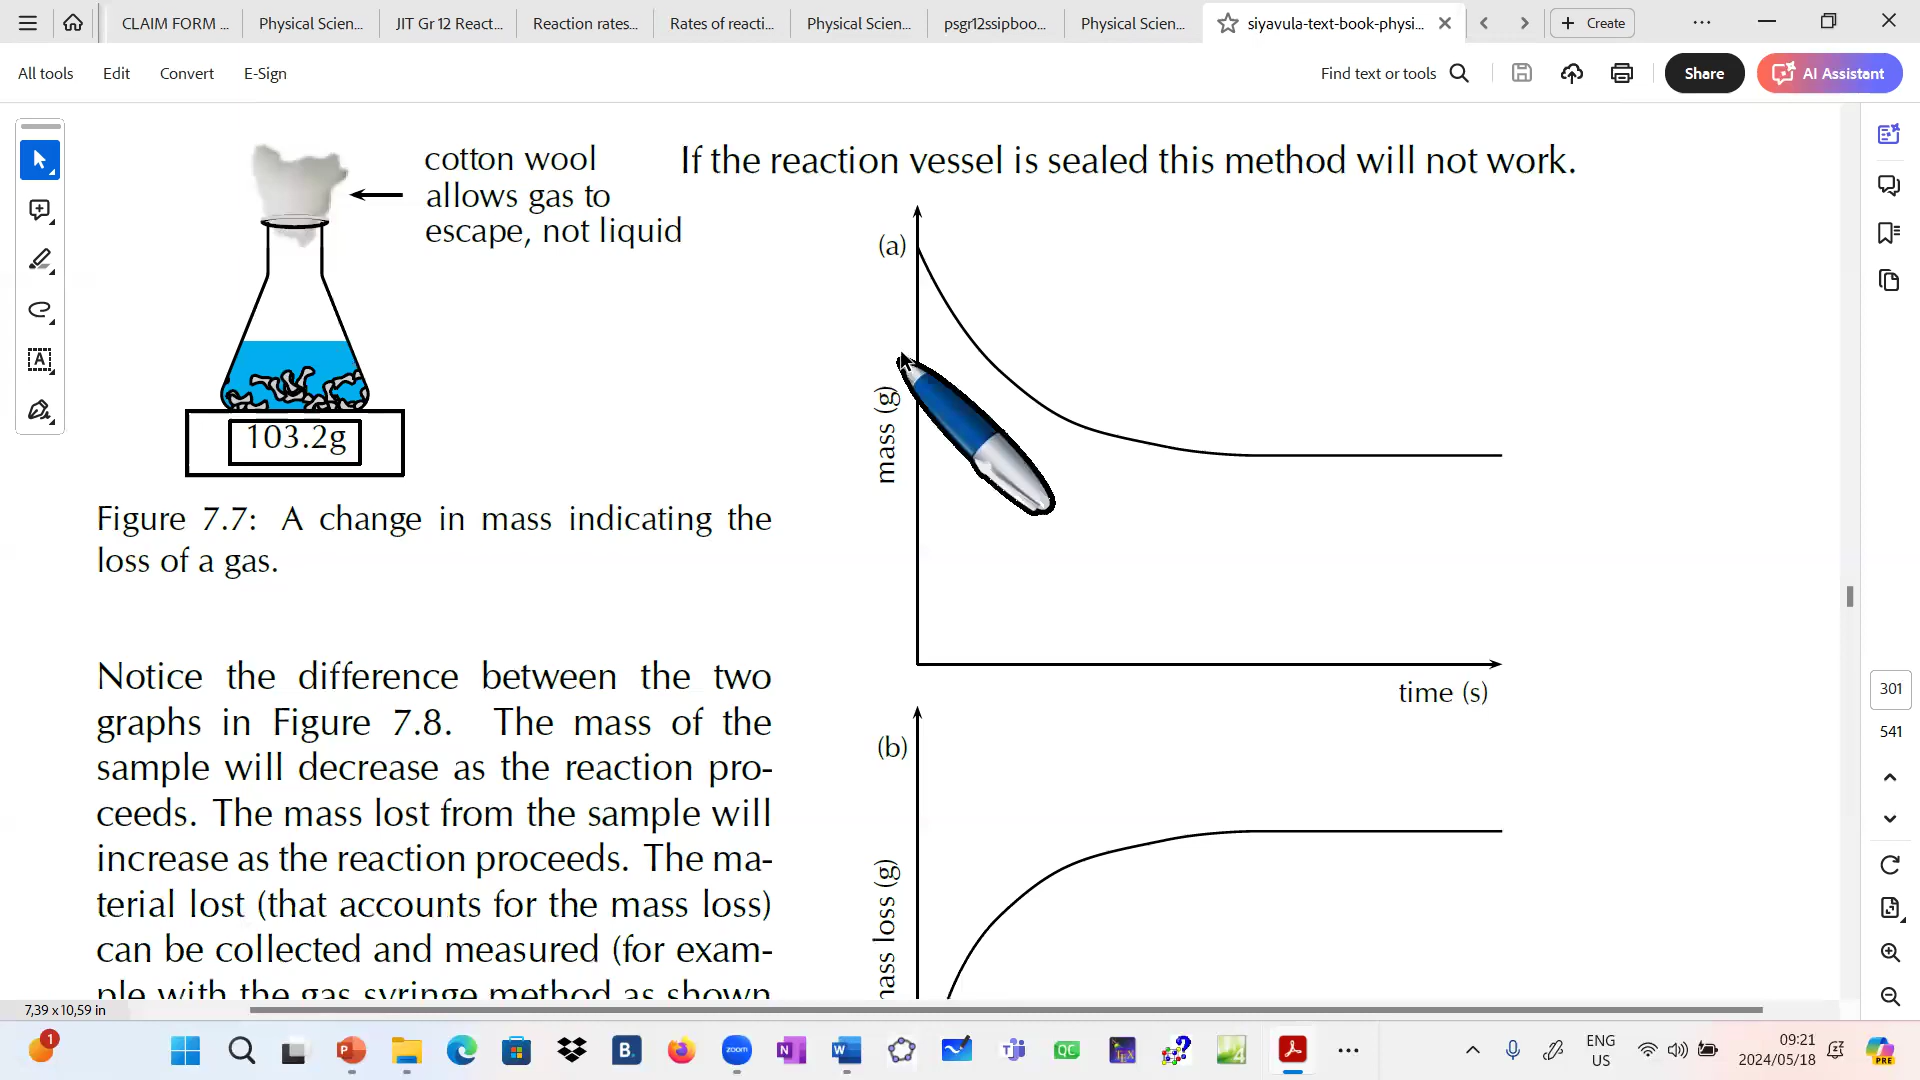 CLAIM FORM ...
Physical Scien...
JIT Gr 12 React...
Reaction rates...
Rates of reacti...
Physical Scien...
psgr12ssipboo...
Physical Scien...
siyavula-text-book-physi...
Create
All tools
Edit
Convert
E-Sign
Find text or tools
Share
AI Assistant
cotton wool
allows gas to
escape, not liquid
103.2g
Figure 7.7: A change in mass indicating the
loss of a gas.
If the reaction vessel is sealed this method will not work.
(a)
mass (g)
time (s)
Notice the difference between the two
graphs in Figure 7.8. The mass of the
sample will decrease as the reaction pro-
ceeds. The mass lost from the sample will
increase as the reaction proceeds. The ma-
terial lost (that accounts for the mass loss)
can be collected and measured (for exam-
ple with the gas syringe method as shown
(b)
mass loss (g)
301
541
7,39 x 10,59 in
1
P
B.
zoom
N
W
QC
TEX
4
ENG
US
09:21
2024/05/18
PRE